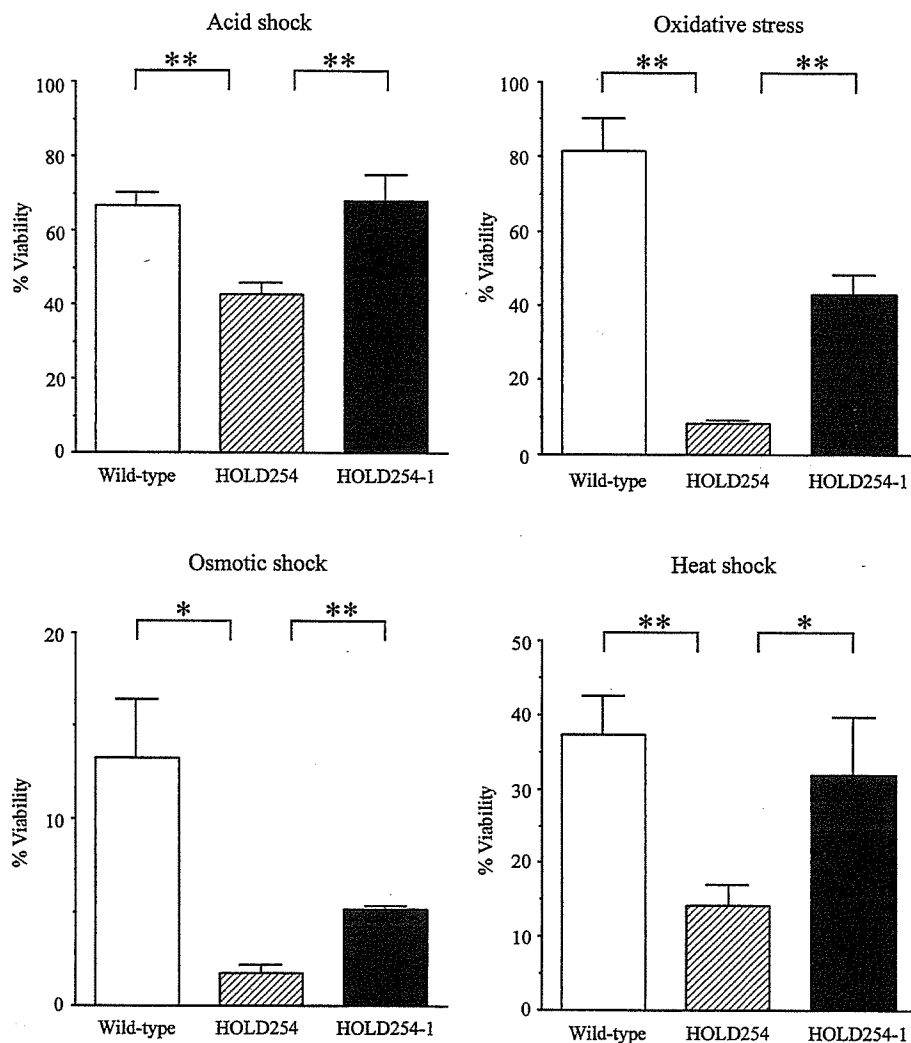 Acid shock
** **
100
80
60
40
20
0
% Viability
Wild-type HOLD254 HOLD254-1
Oxidative stress
** **
100
80
60
40
20
0
% Viability
Wild-type HOLD254 HOLD254-1
Osmotic shock
* **
20
10
0
% Viability
Wild-type HOLD254 HOLD254-1
Heat shock
** *
50
40
30
20
10
0
% Viability
Wild-type HOLD254 HOLD254-1